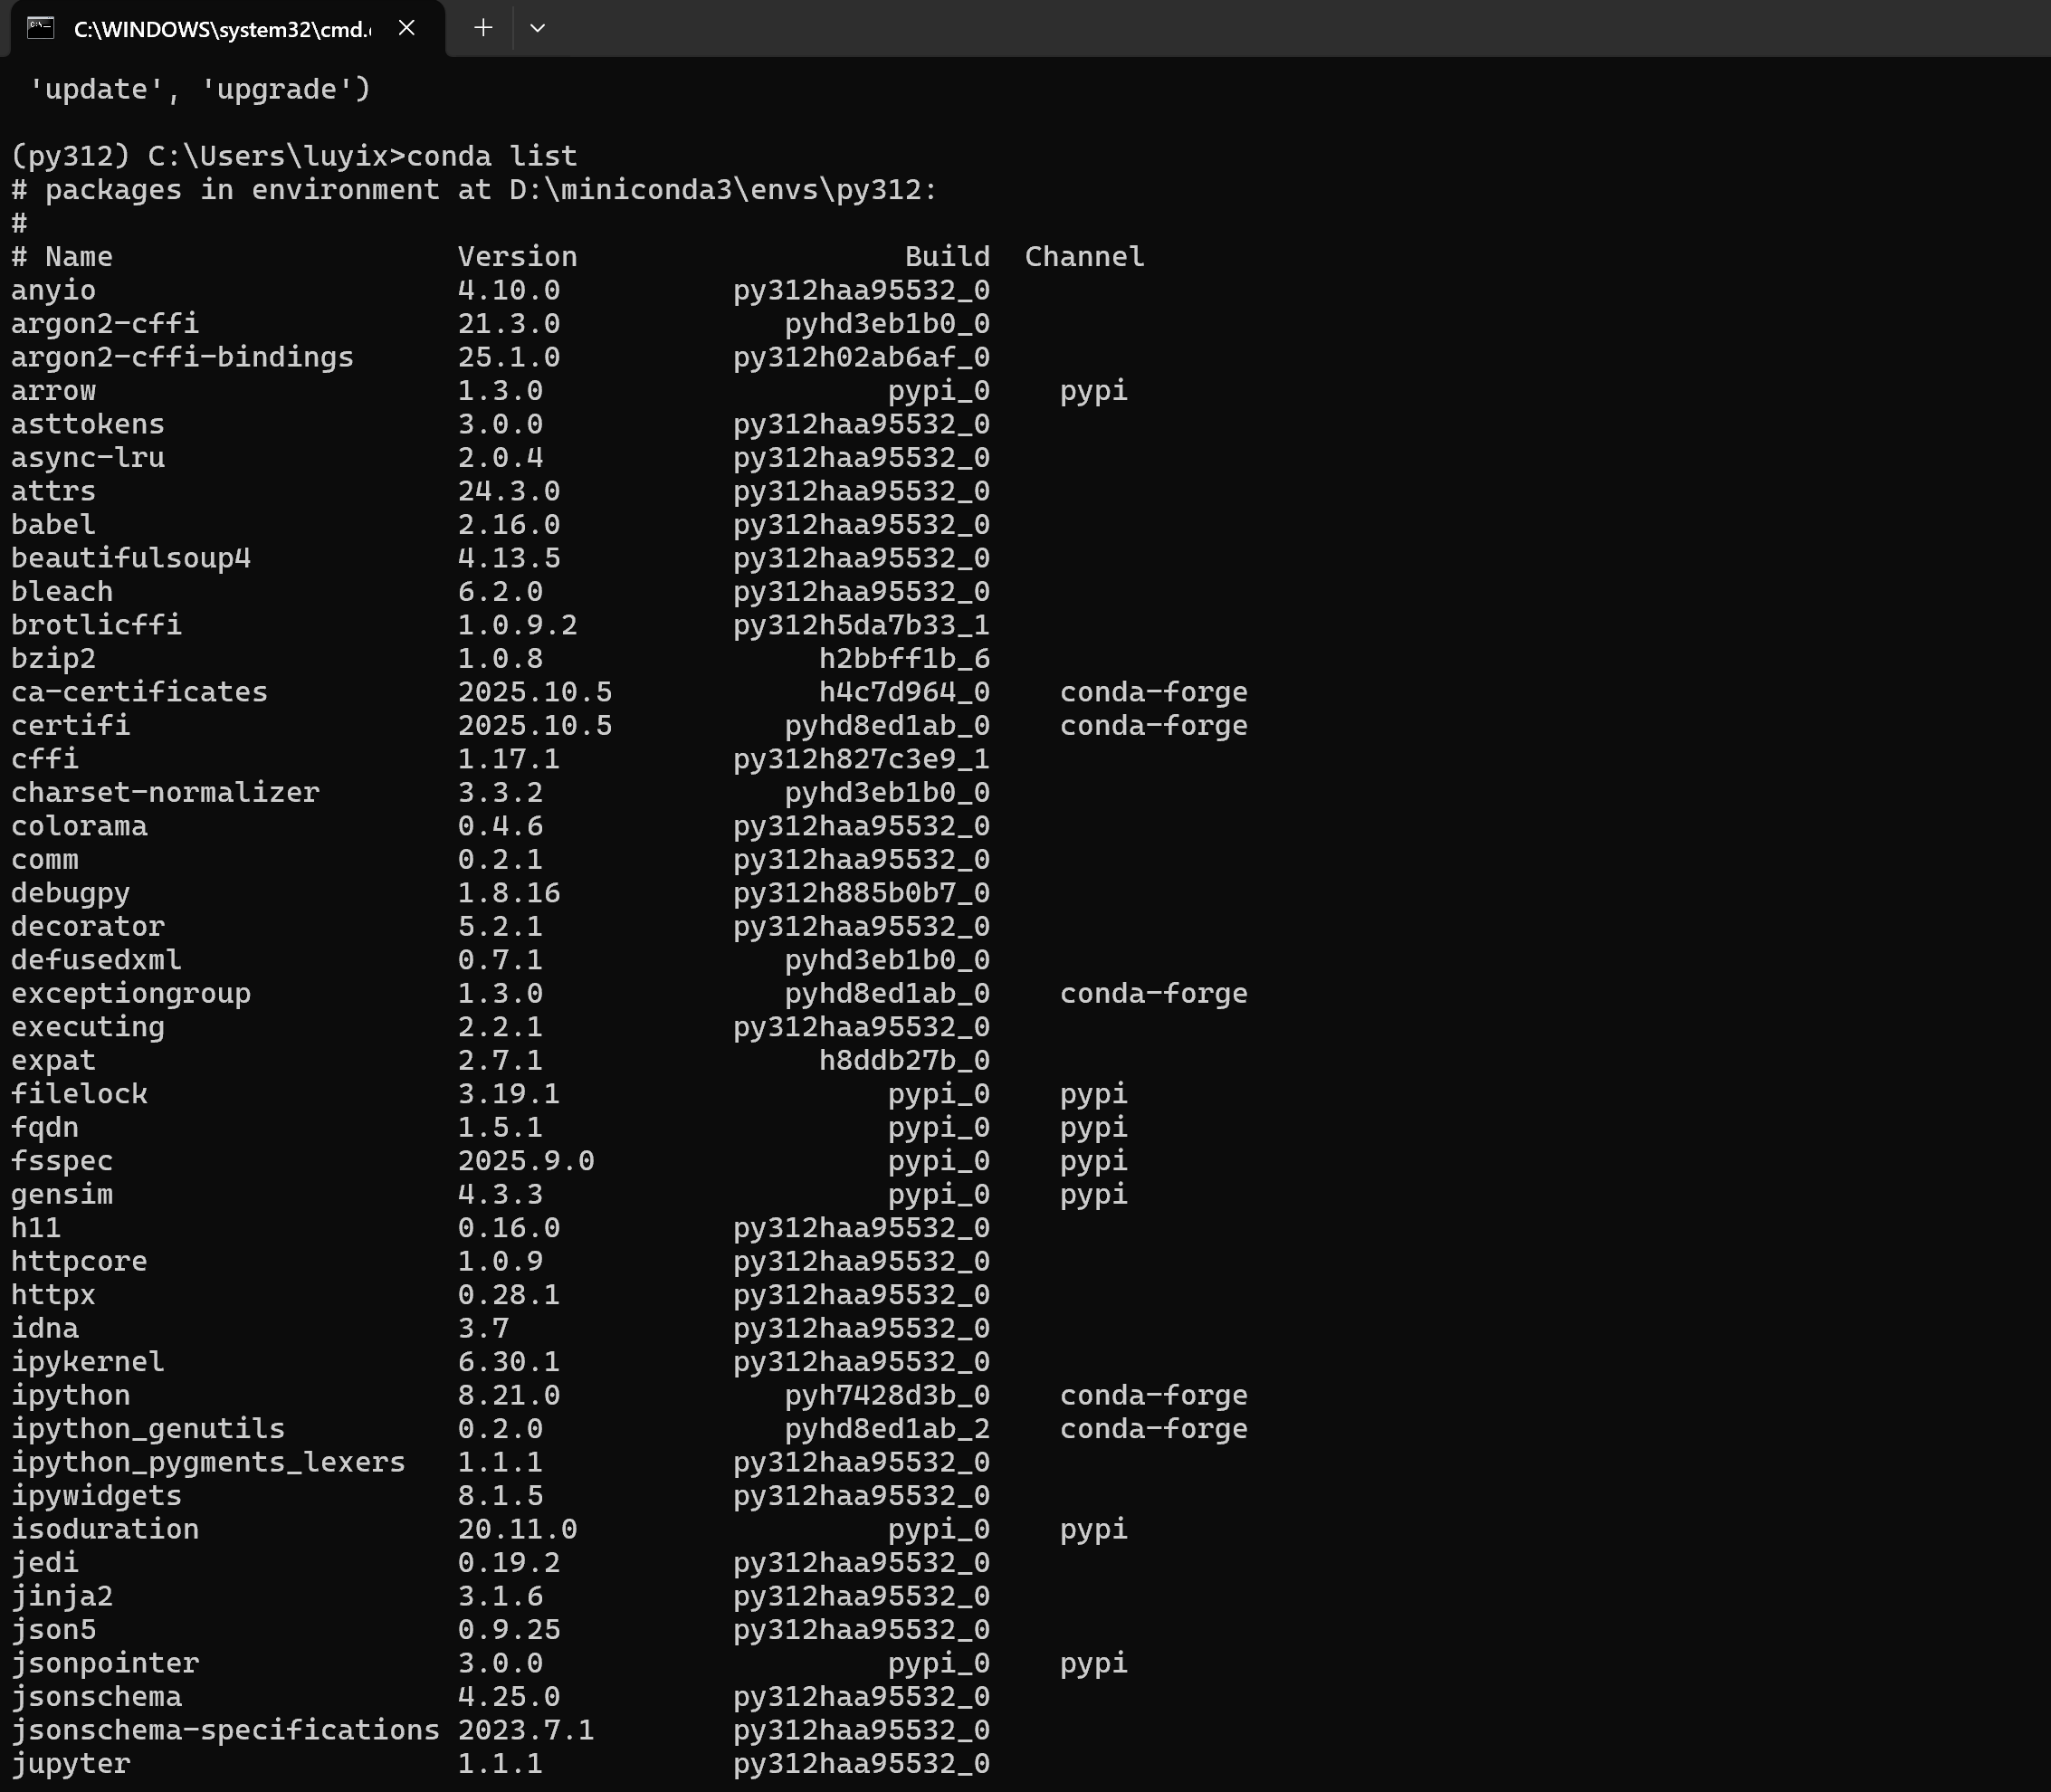 C:\WINDOWS\system32\cmd.
'update', 'upgrade')
(py312) C:\Users\luyix>conda list
# packages in environment at D:\miniconda3\envs\py312:
#
# Name                    Version                   Build  Channel
anyio                     4.10.0          py312haa95532_0
argon2-cffi               21.3.0             pyhd3eb1b0_0
argon2-cffi-bindings      25.1.0          py312h02ab6af_0
arrow                     1.3.0                    pypi_0    pypi
asttokens                 3.0.0           py312haa95532_0
async-lru                 2.0.4           py312haa95532_0
attrs                     24.3.0          py312haa95532_0
babel                     2.16.0          py312haa95532_0
beautifulsoup4            4.13.5          py312haa95532_0
bleach                    6.2.0           py312haa95532_0
brotlicffi                1.0.9.2         py312h5da7b33_1
bzip2                     1.0.8                h2bbff1b_6
ca-certificates           2025.10.5            h4c7d964_0    conda-forge
certifi                   2025.10.5          pyhd8ed1ab_0    conda-forge
cffi                      1.17.1          py312h827c3e9_1
charset-normalizer        3.3.2              pyhd3eb1b0_0
colorama                  0.4.6           py312haa95532_0
comm                      0.2.1           py312haa95532_0
debugpy                   1.8.16          py312h885b0b7_0
decorator                 5.2.1           py312haa95532_0
defusedxml                0.7.1              pyhd3eb1b0_0
exceptiongroup            1.3.0              pyhd8ed1ab_0    conda-forge
executing                 2.2.1           py312haa95532_0
expat                     2.7.1                h8ddb27b_0
filelock                  3.19.1                   pypi_0    pypi
fqdn                      1.5.1                    pypi_0    pypi
fsspec                    2025.9.0                 pypi_0    pypi
gensim                    4.3.3                    pypi_0    pypi
h11                       0.16.0          py312haa95532_0
httpcore                  1.0.9           py312haa95532_0
httpx                     0.28.1          py312haa95532_0
idna                      3.7             py312haa95532_0
ipykernel                 6.30.1          py312haa95532_0
ipython                   8.21.0             pyh7428d3b_0    conda-forge
ipython_genutils          0.2.0              pyhd8ed1ab_2    conda-forge
ipython_pygments_lexers   1.1.1           py312haa95532_0
ipywidgets                8.1.5           py312haa95532_0
isoduration               20.11.0                  pypi_0    pypi
jedi                      0.19.2          py312haa95532_0
jinja2                    3.1.6           py312haa95532_0
json5                     0.9.25          py312haa95532_0
jsonpointer               3.0.0                    pypi_0    pypi
jsonschema                4.25.0          py312haa95532_0
jsonschema-specifications 2023.7.1        py312haa95532_0
jupyter                   1.1.1           py312haa95532_0